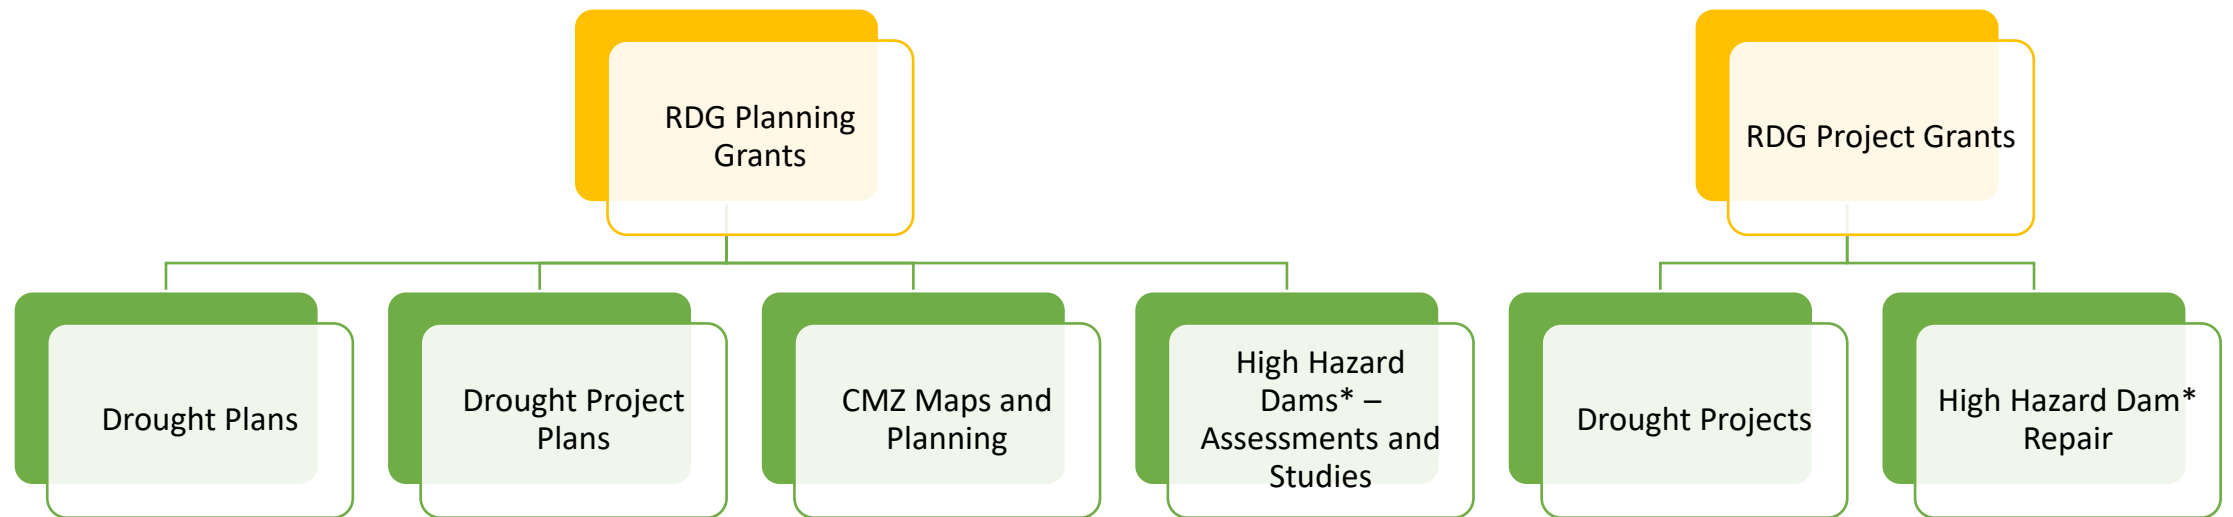 RDG Planning
Grants
RDG Project Grants
Drought Plans
Drought Project
Plans
CMZ Maps and
Planning
High Hazard
Dams* –
Assessments and
Studies
Drought Projects
High Hazard Dam*
Repair